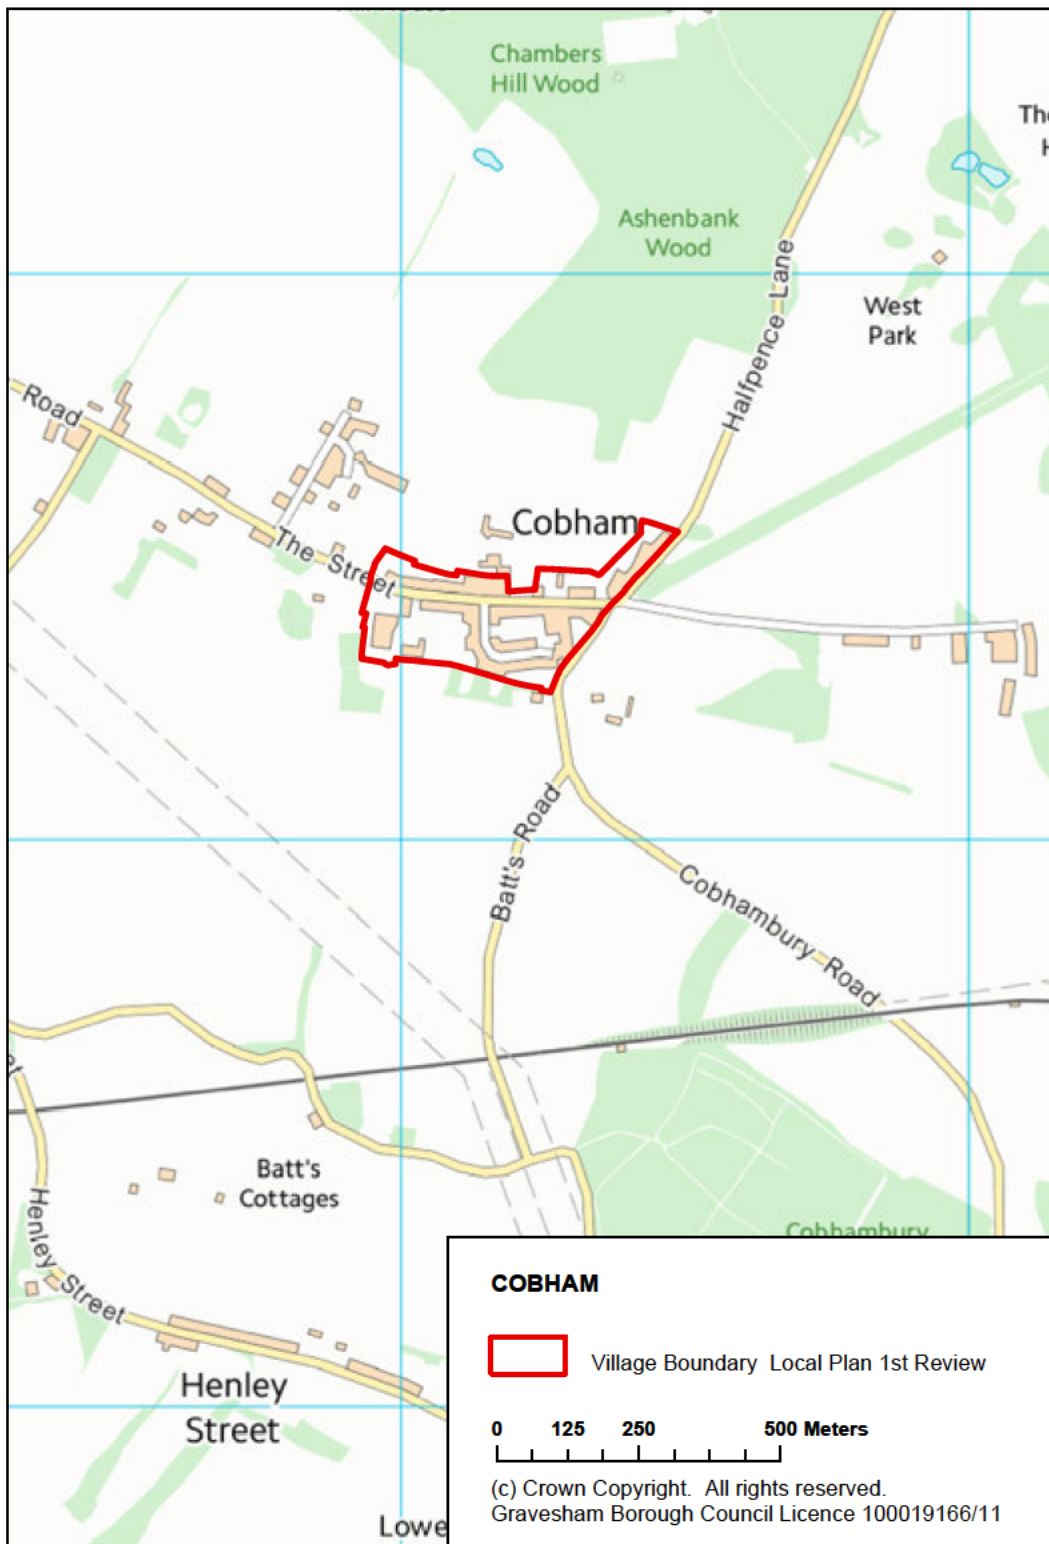 Chambers
Hill Wood
Ashenbank
Wood
Halfpence Lane
West
Park
Road
Cobham
The Street
Batt's Road
Cobhambury Road
Batt's
Cottages
Henley Street
Cobhambury
Henley
Street
COBHAM
Village Boundary Local Plan 1st Review
0 125 250 500 Meters
(c) Crown Copyright. All rights reserved.
Gravesham Borough Council Licence 100019166/11